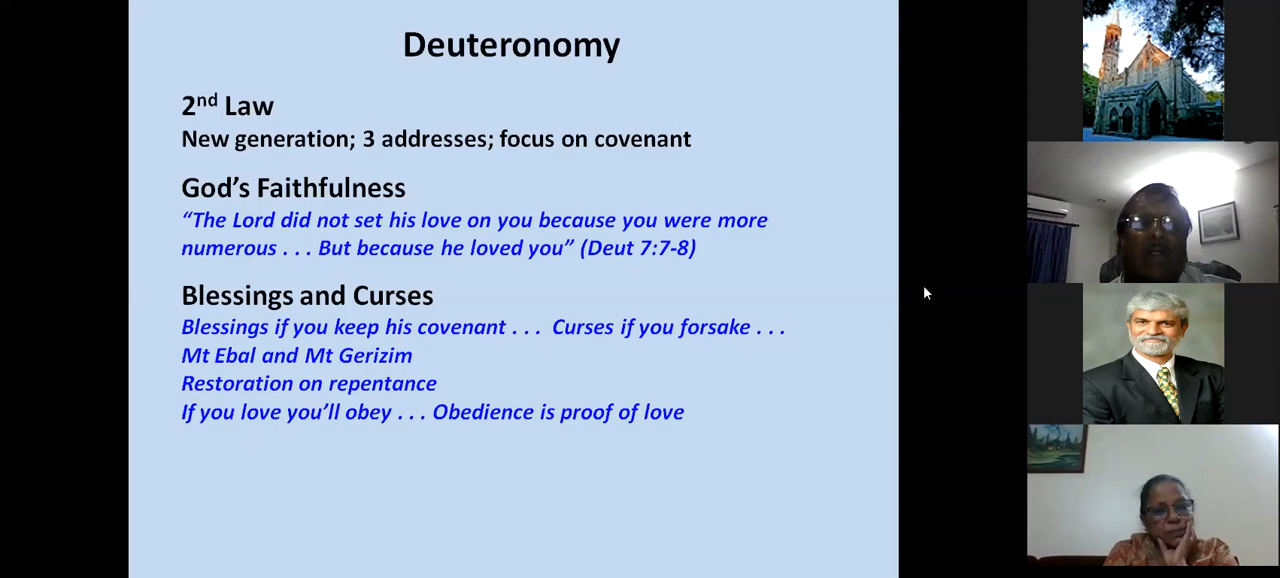 Deuteronomy
2nd Law
New generation; 3 addresses; focus on covenant
God's Faithfulness
“The Lord did not set his love on you because you were more
numerous . . . But because he loved you” (Deut 7:7-8)
Blessings and Curses
Blessings if you keep his covenant . . .  Curses if you forsake . . .
Mt Ebal and Mt Gerizim
Restoration on repentance
If you love you'll obey . . . Obedience is proof of love